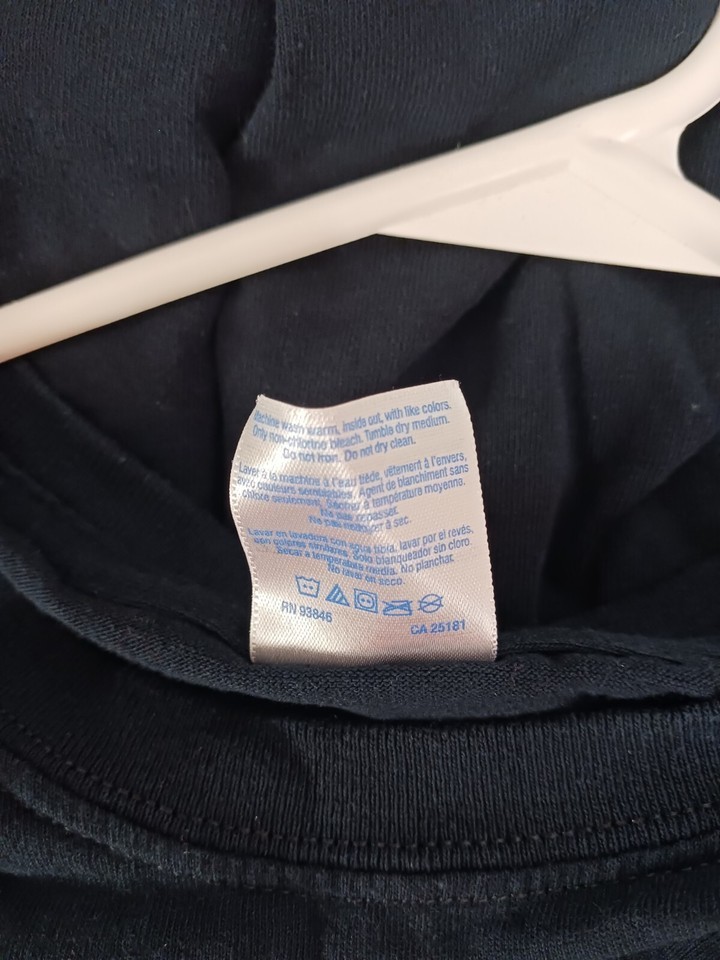 Machine wash warm, inside out, with like colors.
Only non-chlorine bleach. Tumble dry medium.
Do not iron. Do not dry clean.
Laver à la machine à l'eau tiède, vêtement à l'envers,
avec couleurs semblables. Agent de blanchiment sans
chlore seulement. Sécher à température moyenne.
Ne pas repasser.
Ne pas nettoyer à sec.
Lavar en lavadora con agua tibia, lavar por el revés,
con colores similares. Solo blanqueador sin cloro.
Secar a temperatura media. No planchar.
No lavar en seco.
RN 93846
CA 25181